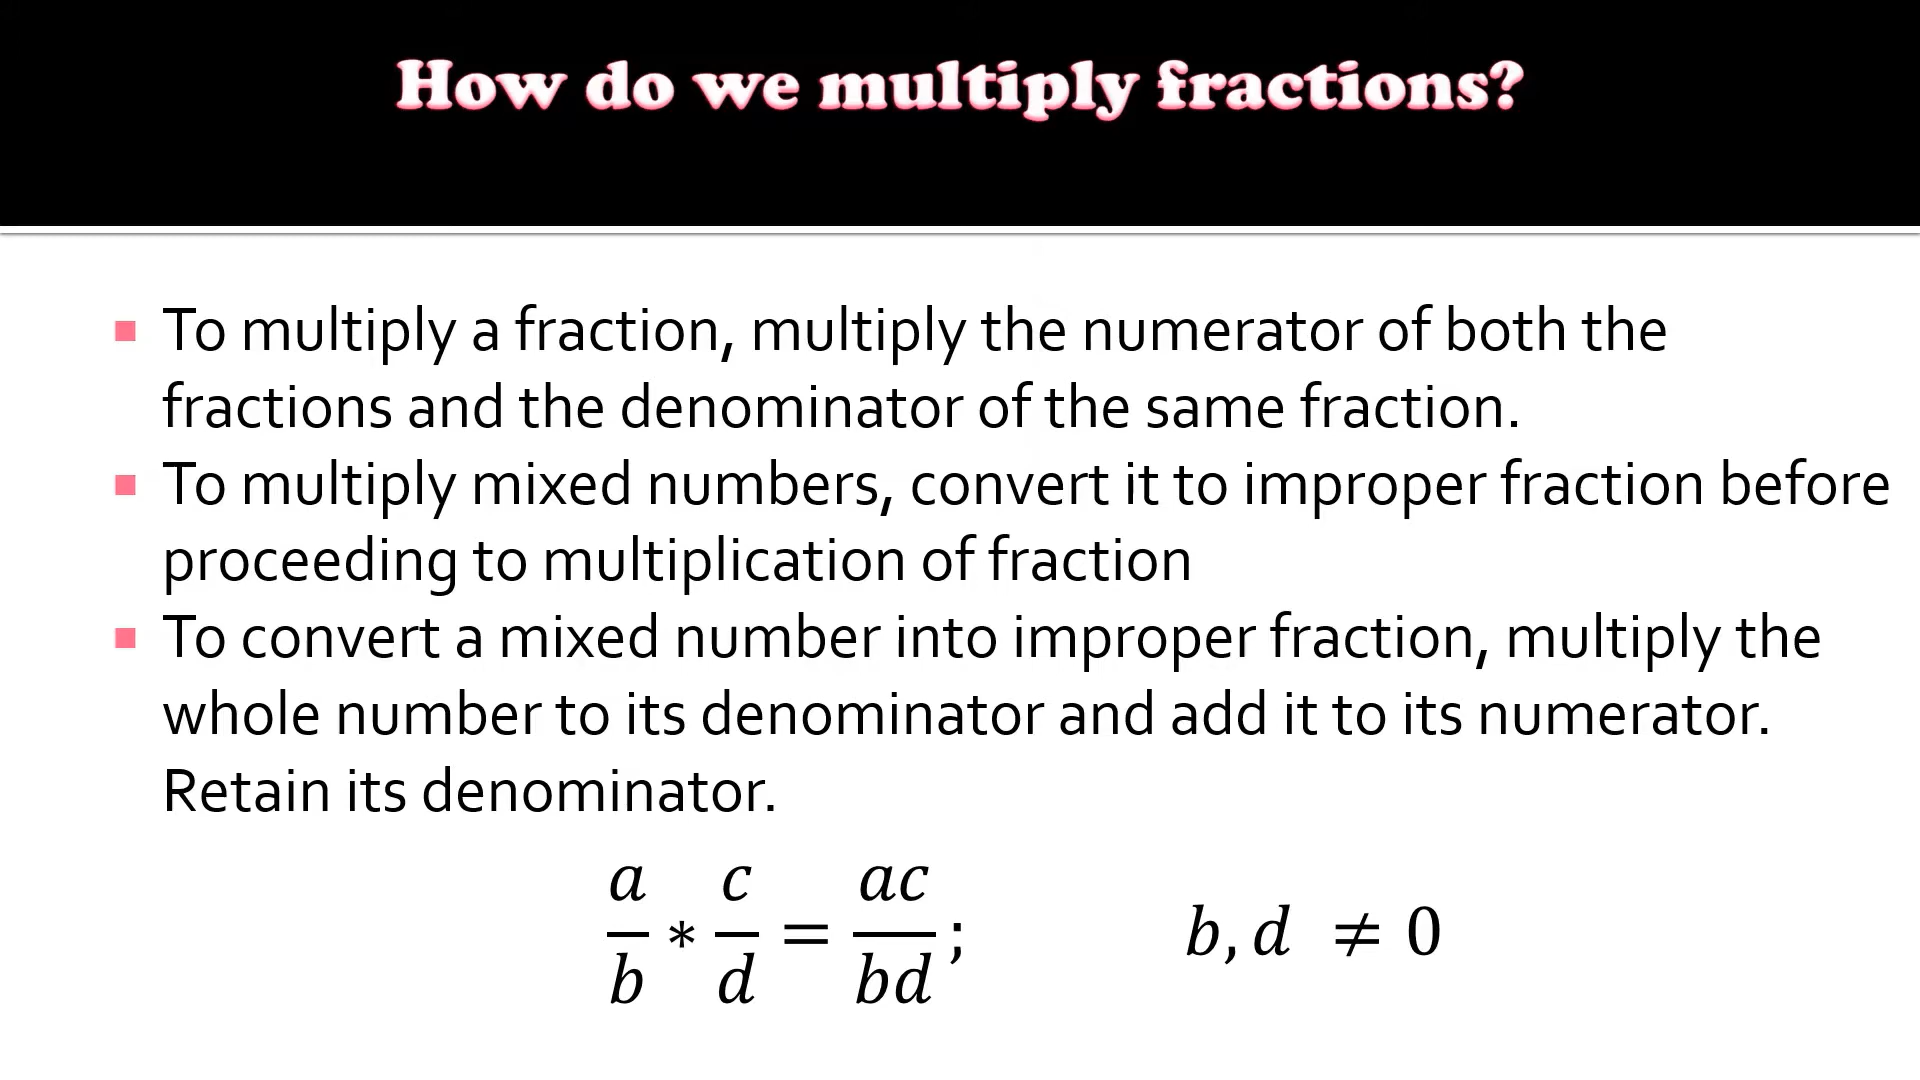 How do we multiply fractions?
▪ To multiply a fraction, multiply the numerator of both the
fractions and the denominator of the same fraction.
▪ To multiply mixed numbers, convert it to improper fraction before
proceeding to multiplication of fraction
▪ To convert a mixed number into improper fraction, multiply the
whole number to its denominator and add it to its numerator.
Retain its denominator.
a/b * c/d = ac/bd; b, d ≠ 0